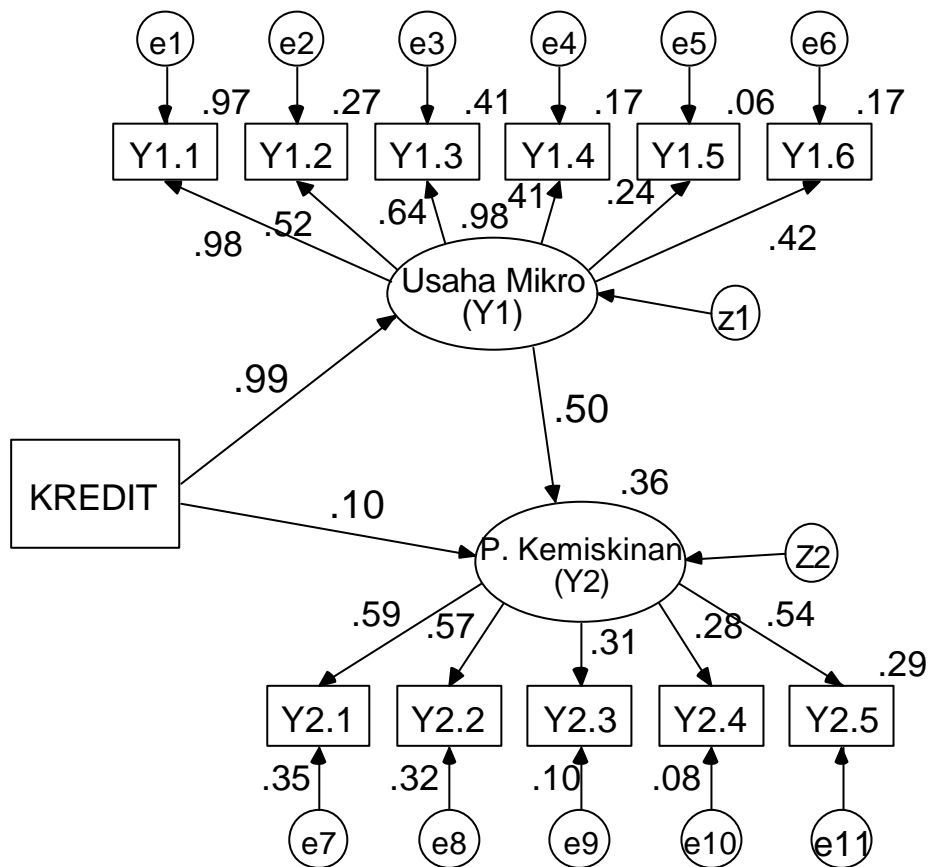 e1 e2 e3 e4 e5 e6
.97 .27 .41 .17 .06 .17
Y1.1 Y1.2 Y1.3 Y1.4 Y1.5 Y1.6
.98 .52 .64 .98 .41 .24 .42
Usaha Mikro
(Y1)
z1
.99
.50
KREDIT
.10
.36
P. Kemiskinan
(Y2)
Z2
.59 .57 .31 .28 .54
.29
Y2.1 Y2.2 Y2.3 Y2.4 Y2.5
.35 .32 .10 .08
e7 e8 e9 e10 e11